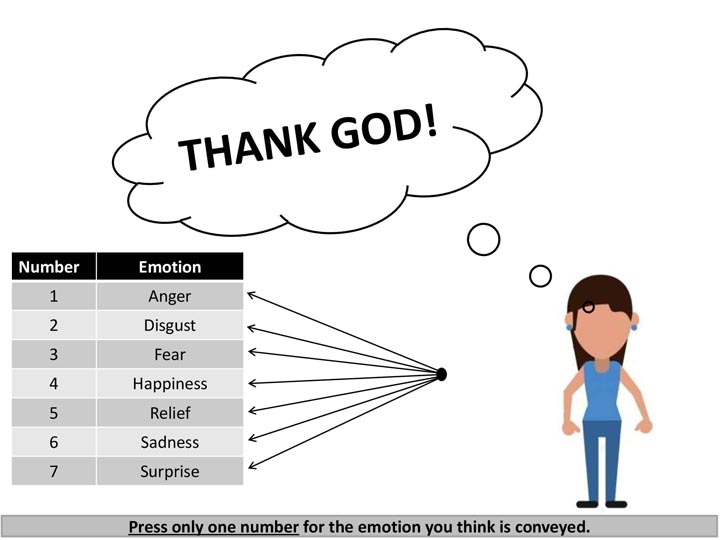 THANK GOD!
Number Emotion
1 Anger
2 Disgust
3 Fear
4 Happiness
5 Relief
6 Sadness
7 Surprise
Press only one number for the emotion you think is conveyed.